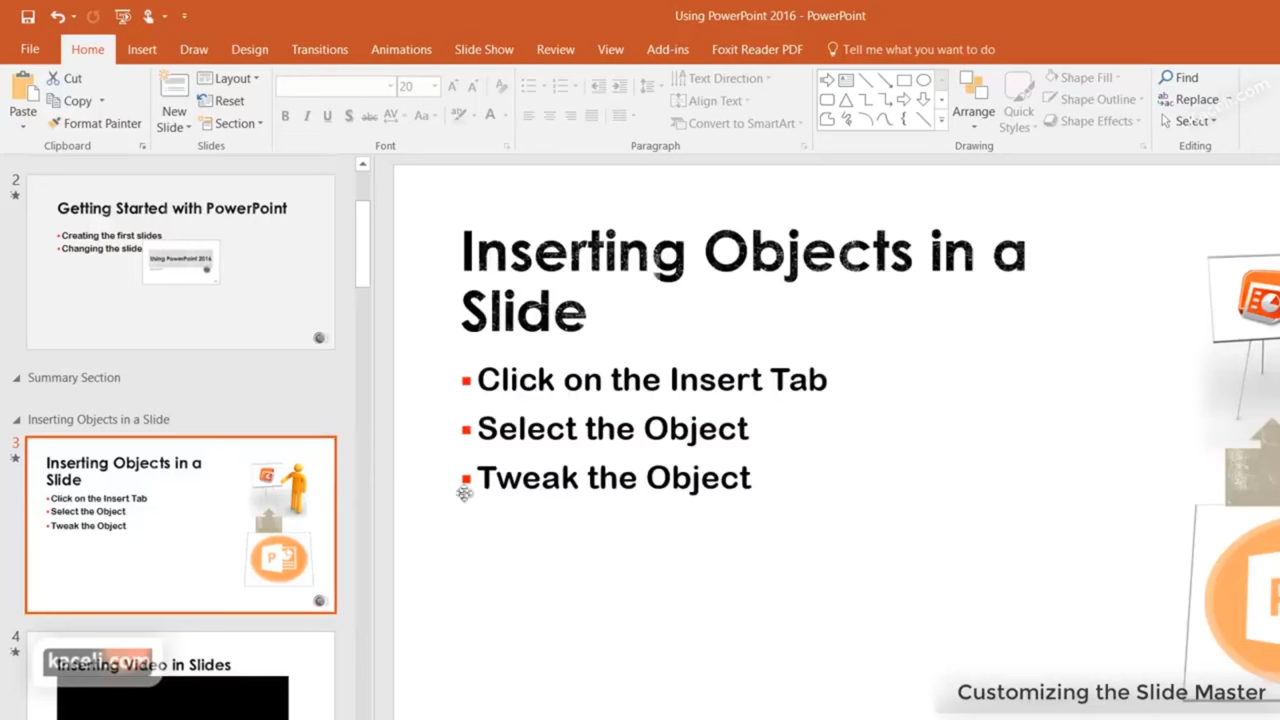 Using PowerPoint 2016 - PowerPoint
File Home Insert Draw Design Transitions Animations Slide Show Review View Add-ins Foxit Reader PDF Tell me what you want to do
Paste
Cut
Copy
Format Painter
Clipboard
New Slide
Layout
Reset
Section
Slides
20
B I U S abc AV Aa A
Font
Text Direction
Align Text
Convert to SmartArt
Paragraph
Arrange
Quick Styles
Shape Fill
Shape Outline
Shape Effects
Drawing
Find
Replace
Select
Editing
2
Getting Started with PowerPoint
Creating the first slides
Changing the slide
Using PowerPoint 2016
Summary Section
Inserting Objects in a Slide
3
Inserting Objects in a
Slide
Click on the Insert Tab
Select the Object
Tweak the Object
P
4
Inserting Video in Slides
kaceli.com
Inserting Objects in a
Slide
Click on the Insert Tab
Select the Object
Tweak the Object
Customizing the Slide Master